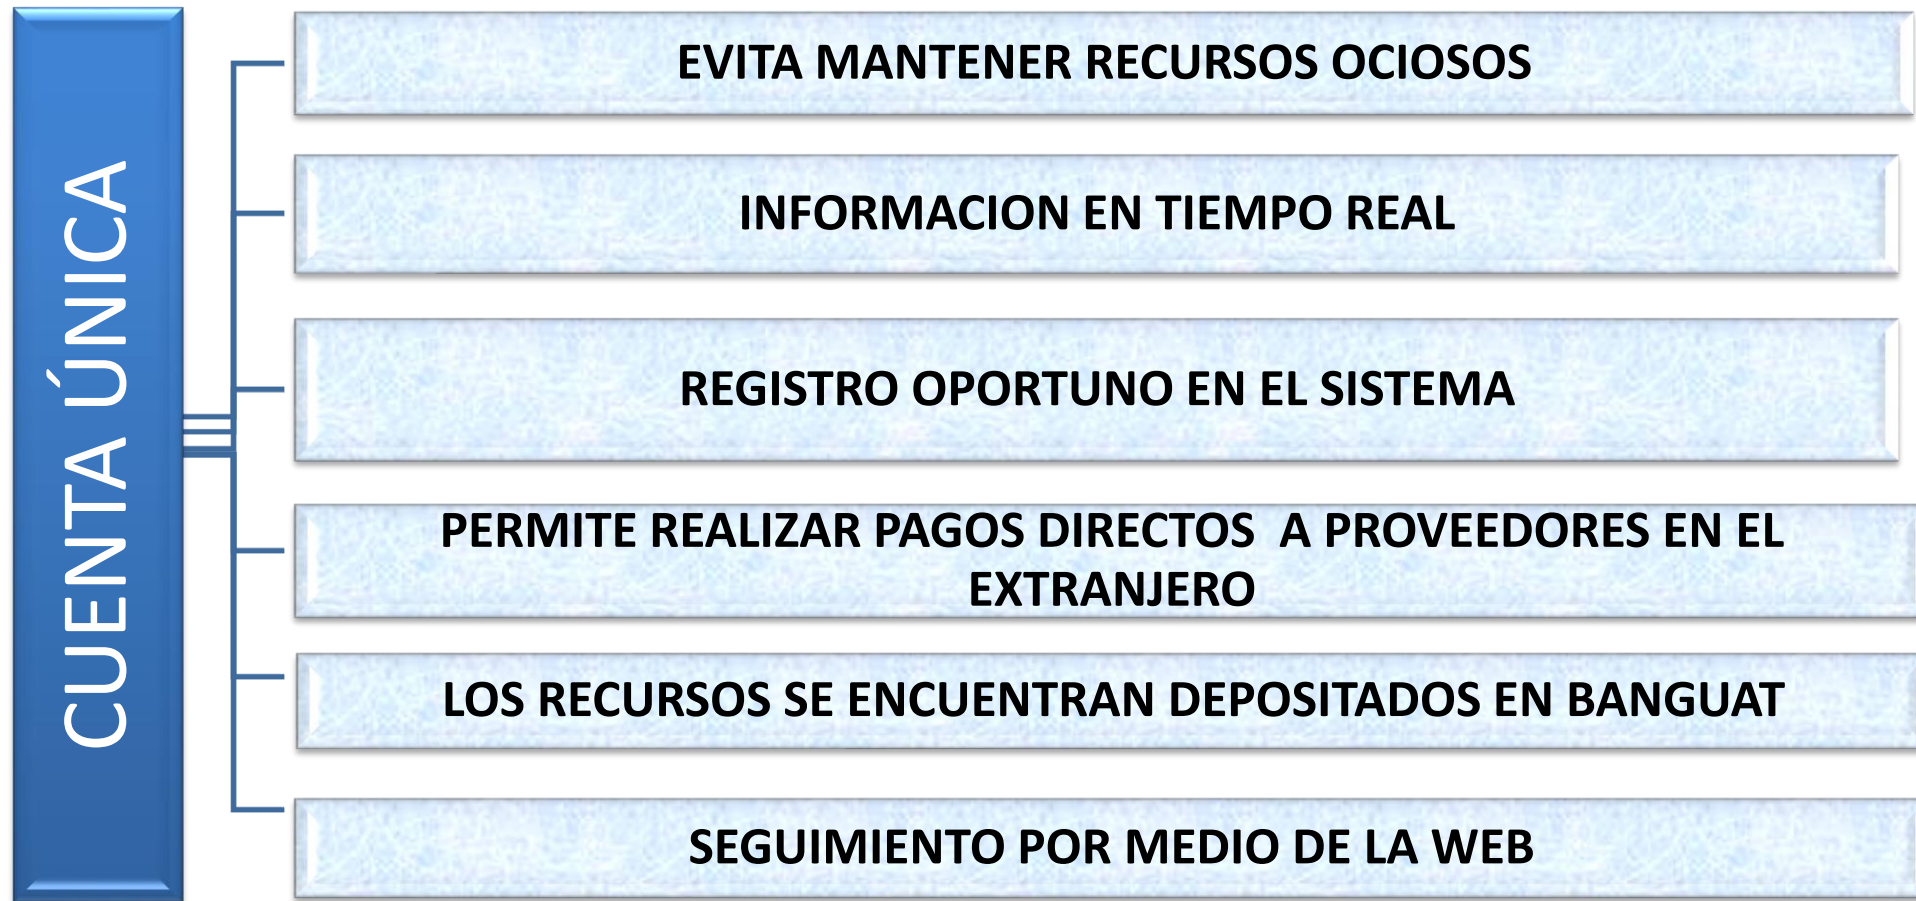 CUENTA ÚNICA
EVITA MANTENER RECURSOS OCIOSOS
INFORMACION EN TIEMPO REAL
REGISTRO OPORTUNO EN EL SISTEMA
PERMITE REALIZAR PAGOS DIRECTOS  A PROVEEDORES EN EL
EXTRANJERO
LOS RECURSOS SE ENCUENTRAN DEPOSITADOS EN BANGUAT
SEGUIMIENTO POR MEDIO DE LA WEB